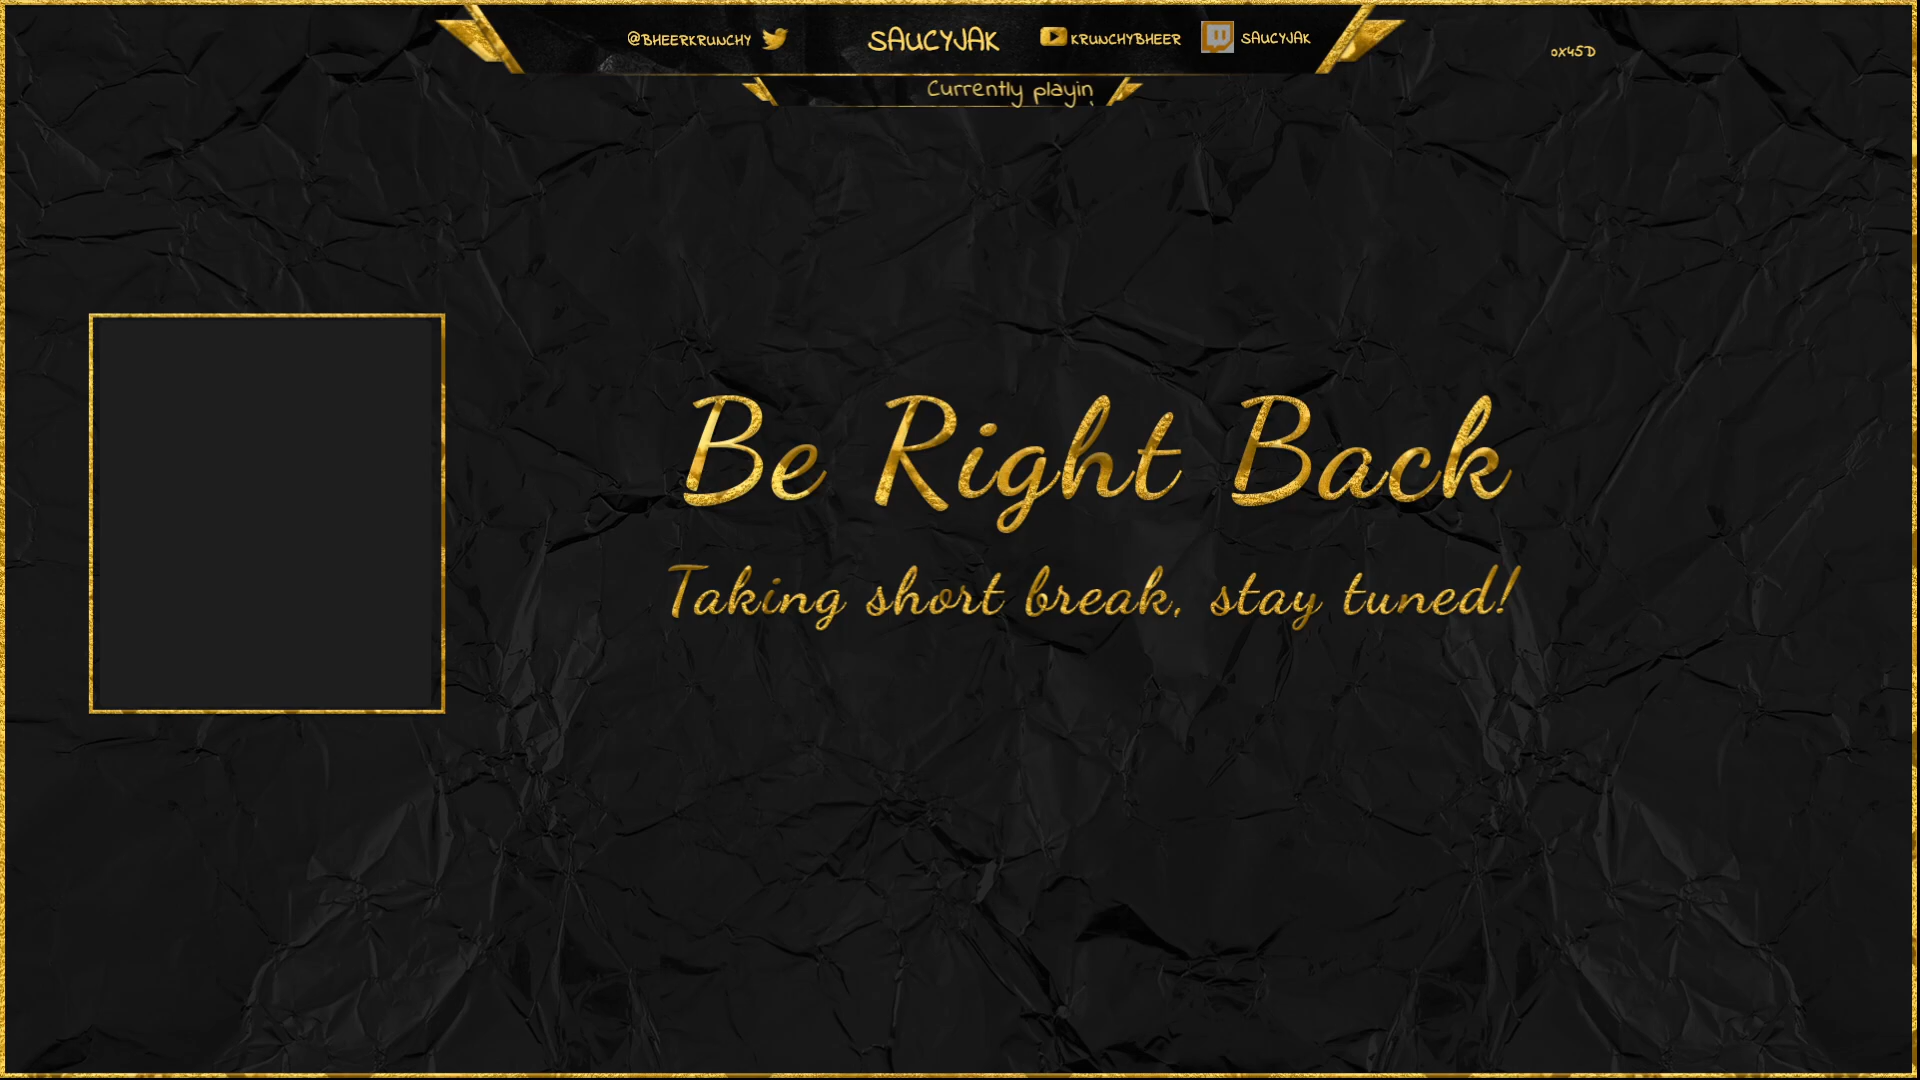 @BHEERKRUNCHY SAUCYJAK KRUNCHYBHEER SAUCYJAK
0X45D
Currently playin
Be Right Back
Taking short break, stay tuned!